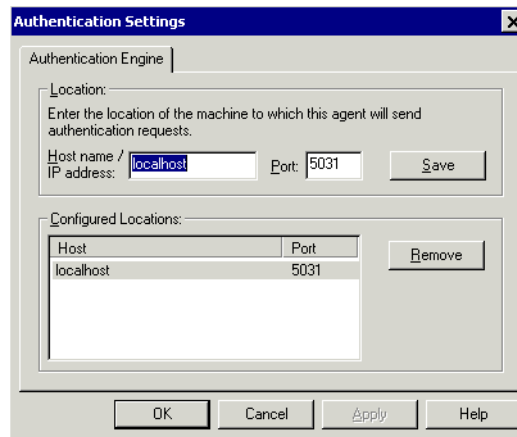 Authentication Settings
Authentication Engine
Location:
Enter the location of the machine to which this agent will send
authentication requests.
Host name /
IP address:
localhost
Port:
5031
Save
Configured Locations:
Host Port
localhost 5031
Remove
OK Cancel Apply Help